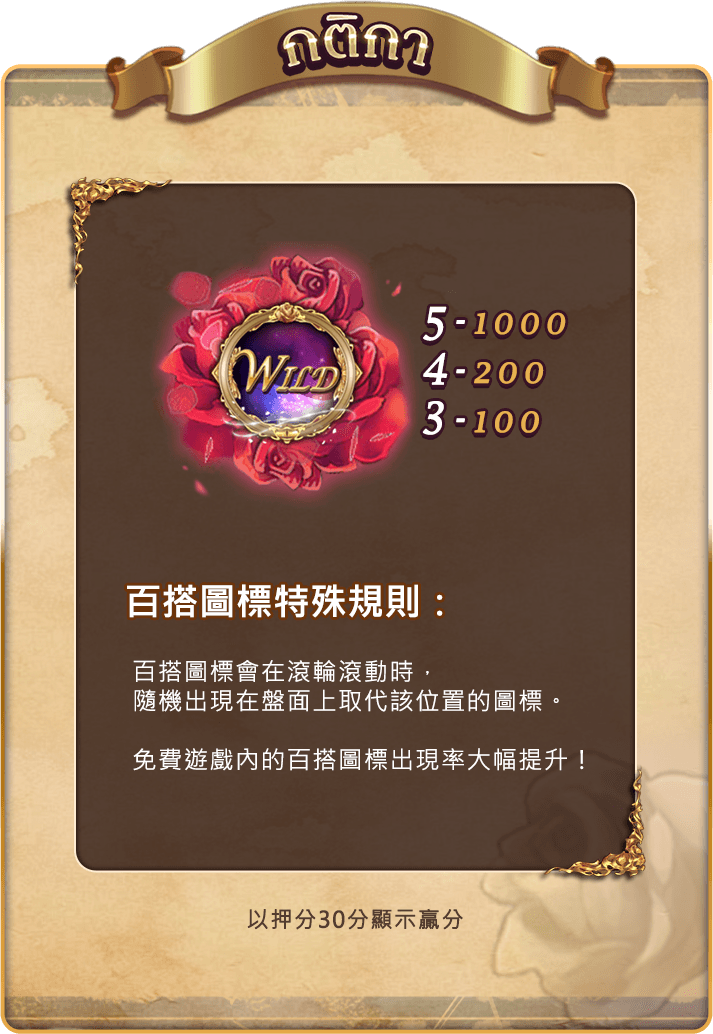 กติกา
WILD
5-1000
4-200
3-100
百搭圖標特殊規則：
百搭圖標會在滾輪滾動時，
隨機出現在盤面上取代該位置的圖標。
免費遊戲內的百搭圖標出現率大幅提升！
以押分30分顯示贏分